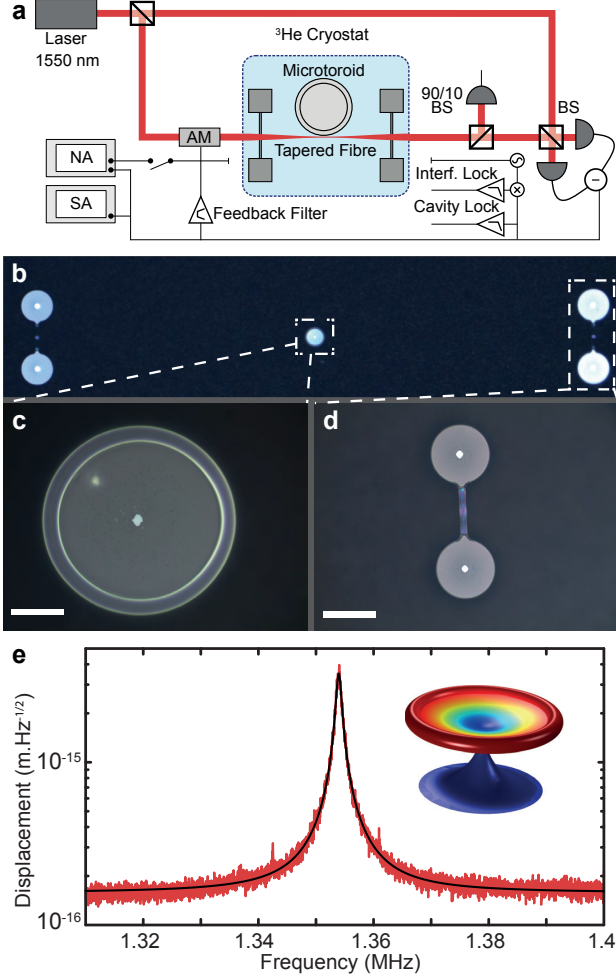 a
Laser
1550 nm
³He Cryostat
Microtoroid
Tapered Fibre
90/10
BS
BS
AM
NA
SA
Feedback Filter
Interf. Lock
Cavity Lock
b
c
d
e
Displacement (m.Hz⁻¹/²)
10⁻¹⁵
10⁻¹⁶
1.32
1.34
1.36
1.38
1.4
Frequency (MHz)